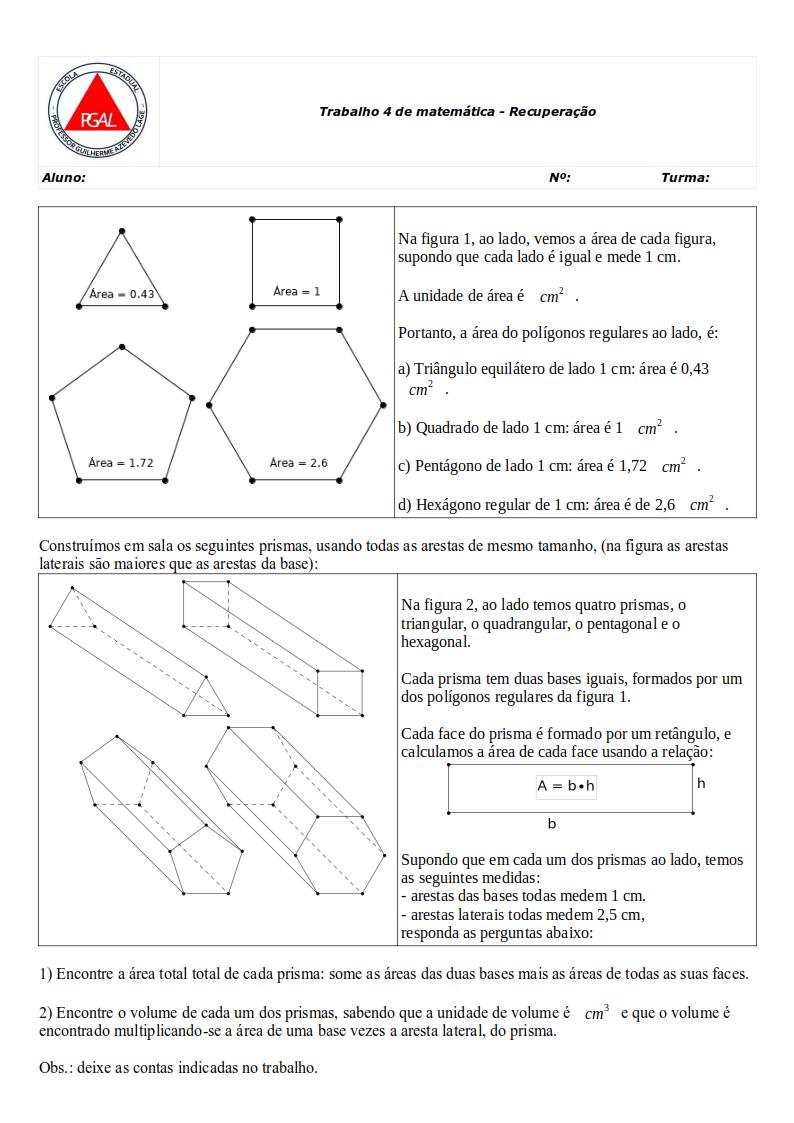 ESCOLA ESTADUAL
PGAL
- PROFESSOR GUILHERME AZEVEDO LAGE -
Trabalho 4 de matemática – Recuperação
Aluno: Nº: Turma:
Área = 0.43
Área = 1
Área = 1.72
Área = 2.6
Na figura 1, ao lado, vemos a área de cada figura,
supondo que cada lado é igual e mede 1 cm.
A unidade de área é cm² .
Portanto, a área do polígonos regulares ao lado, é:
a) Triângulo equilátero de lado 1 cm: área é 0,43
cm² .
b) Quadrado de lado 1 cm: área é 1 cm² .
c) Pentágono de lado 1 cm: área é 1,72 cm² .
d) Hexágono regular de 1 cm: área é de 2,6 cm² .
Construímos em sala os seguintes prismas, usando todas as arestas de mesmo tamanho, (na figura as arestas
laterais são maiores que as arestas da base):
Na figura 2, ao lado temos quatro prismas, o
triangular, o quadrangular, o pentagonal e o
hexagonal.
Cada prisma tem duas bases iguais, formados por um
dos polígonos regulares da figura 1.
Cada face do prisma é formado por um retângulo, e
calculamos a área de cada face usando a relação:
A = b•h
h
b
Supondo que em cada um dos prismas ao lado, temos
as seguintes medidas:
- arestas das bases todas medem 1 cm.
- arestas laterais todas medem 2,5 cm,
responda as perguntas abaixo:
1) Encontre a área total total de cada prisma: some as áreas das duas bases mais as áreas de todas as suas faces.
2) Encontre o volume de cada um dos prismas, sabendo que a unidade de volume é cm³ e que o volume é
encontrado multiplicando-se a área de uma base vezes a aresta lateral, do prisma.
Obs.: deixe as contas indicadas no trabalho.